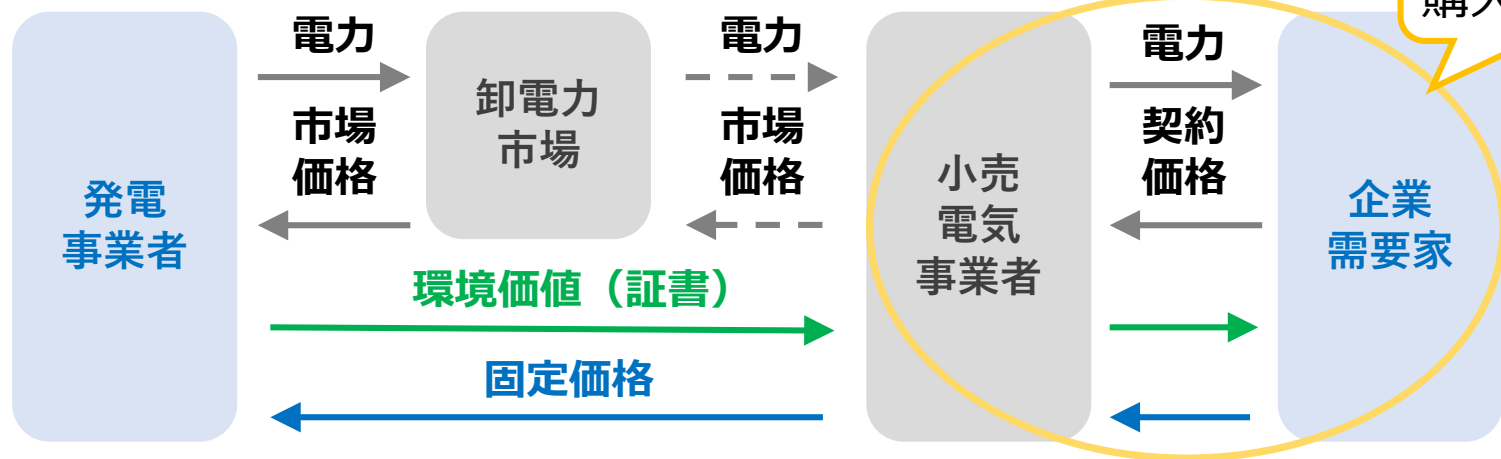 購入
電力
電力
電力
卸電力
市場
市場
価格
市場
価格
契約
価格
発電
事業者
小売
電気
事業者
企業
需要家
環境価値（証書）
固定価格